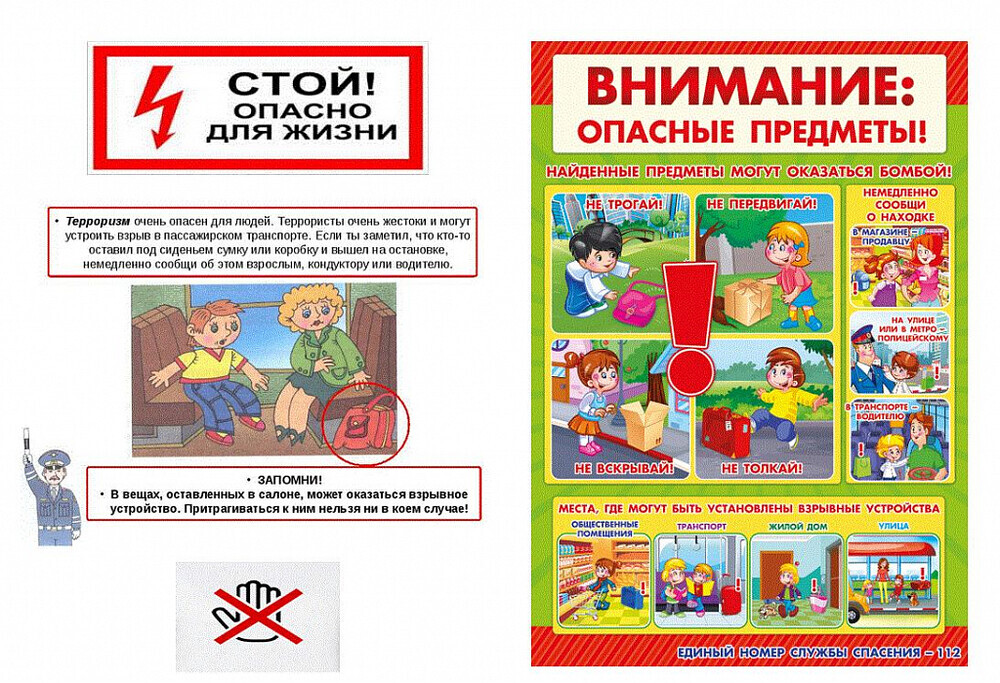 СТОЙ!
ОПАСНО
ДЛЯ ЖИЗНИ
• Терроризм очень опасен для людей. Террористы очень жестоки и могут
устроить взрыв в пассажирском транспорте. Если ты заметил, что кто-то
оставил под сиденьем сумку или коробку и вышел на остановке,
немедленно сообщи об этом взрослым, кондуктору или водителю.
• ЗАПОМНИ!
• В вещах, оставленных в салоне, может оказаться взрывное
устройство. Притрагиваться к ним нельзя ни в коем случае!
ВНИМАНИЕ:
ОПАСНЫЕ ПРЕДМЕТЫ!
НАЙДЕННЫЕ ПРЕДМЕТЫ МОГУТ ОКАЗАТЬСЯ БОМБОЙ!
НЕ ТРОГАЙ!
НЕ ПЕРЕДВИГАЙ!
НЕ ВСКРЫВАЙ!
НЕ ТОЛКАЙ!
НЕМЕДЛЕННО
СООБЩИ
О НАХОДКЕ
В МАГАЗИНЕ –
ПРОДАВЦУ
НА УЛИЦЕ
ИЛИ В МЕТРО –
ПОЛИЦЕЙСКОМУ
В ТРАНСПОРТЕ –
ВОДИТЕЛЮ
МЕСТА, ГДЕ МОГУТ БЫТЬ УСТАНОВЛЕНЫ ВЗРЫВНЫЕ УСТРОЙСТВА
ОБЩЕСТВЕННЫЕ
ПОМЕЩЕНИЯ
ТРАНСПОРТ
ЖИЛОЙ ДОМ
УЛИЦА
ЕДИНЫЙ НОМЕР СЛУЖБЫ СПАСЕНИЯ – 112